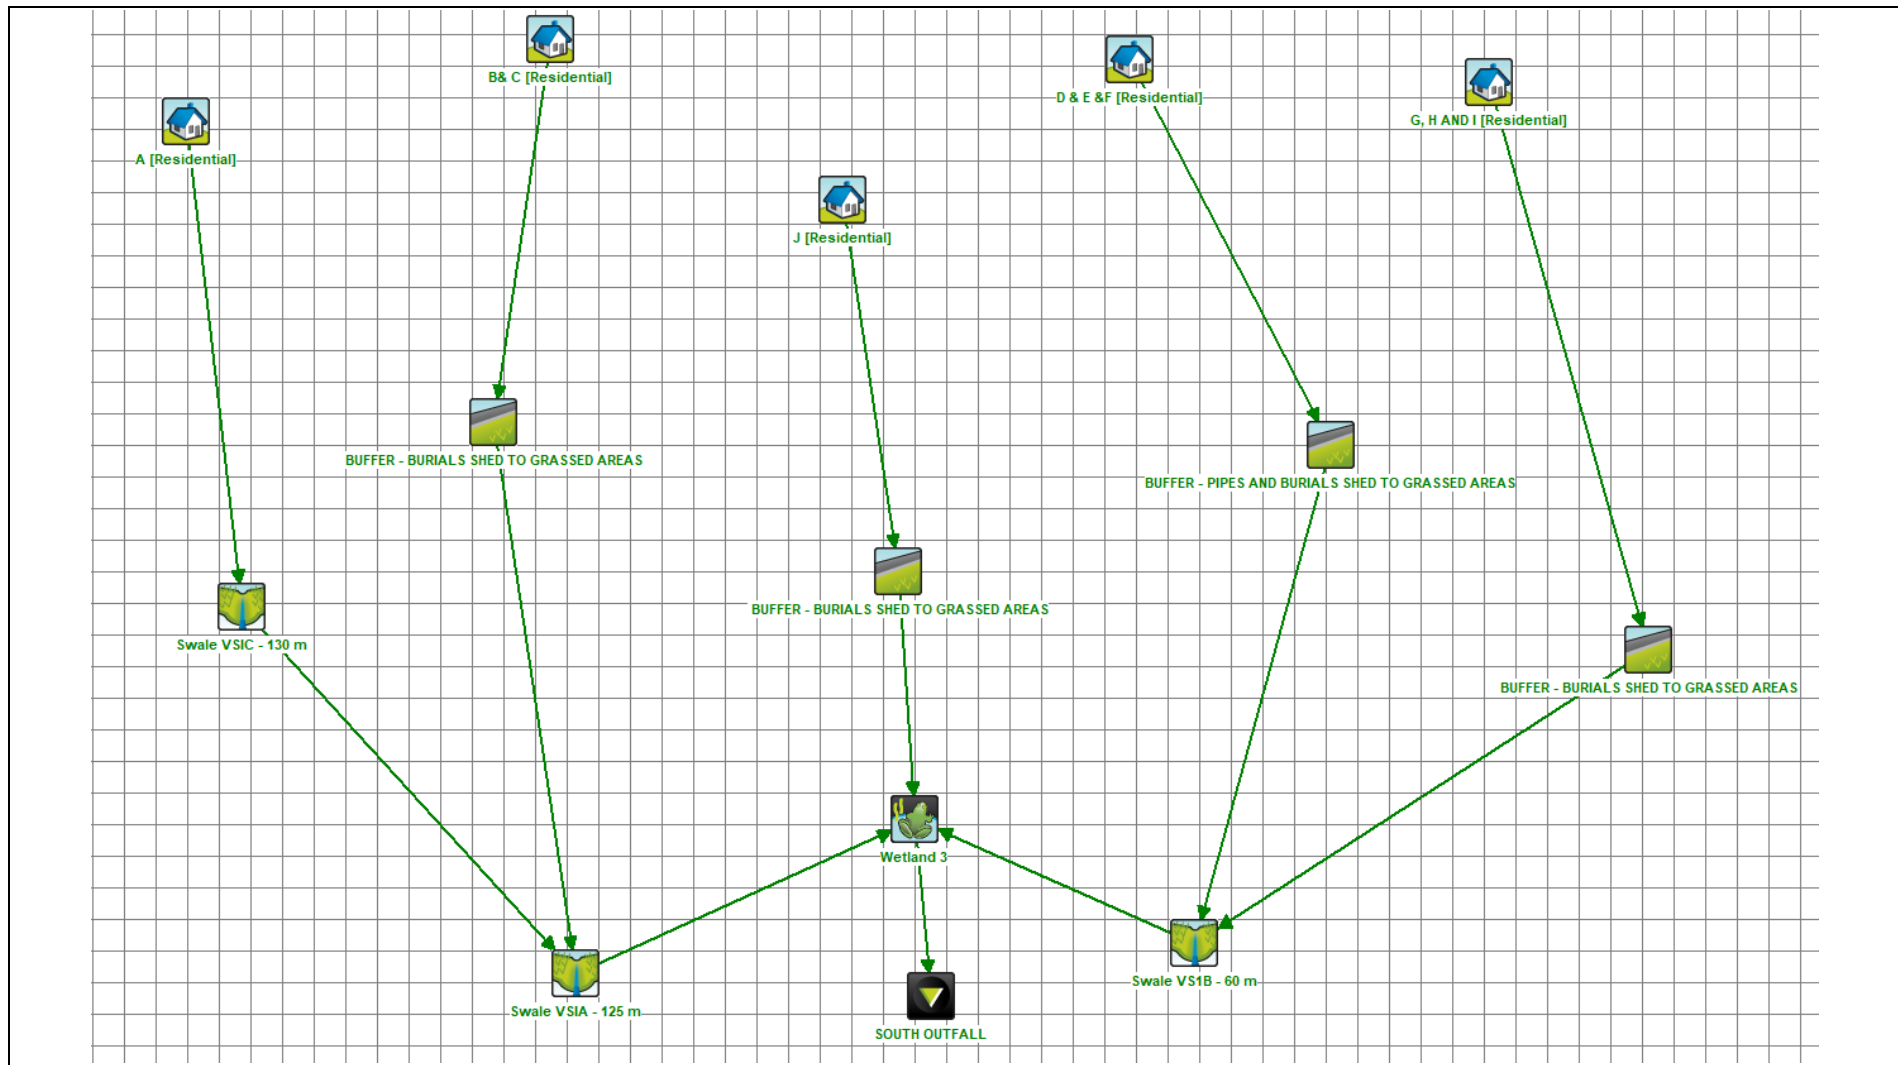 B& C [Residential]
D & E &F [Residential]
G, H AND I [Residential]
A [Residential]
J [Residential]
BUFFER - BURIALS SHED TO GRASSED AREAS
BUFFER - PIPES AND BURIALS SHED TO GRASSED AREAS
BUFFER - BURIALS SHED TO GRASSED AREAS
Swale VSIC - 130 m
BUFFER - BURIALS SHED TO GRASSED AREAS
Wetland 3
Swale VS1B - 60 m
Swale VSIA - 125 m
SOUTH OUTFALL